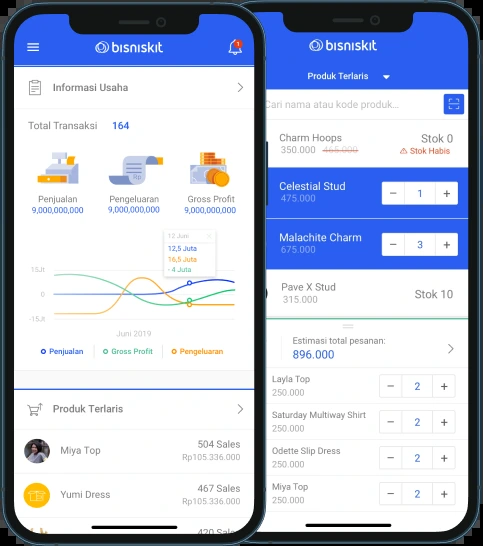 bisniskit
1
Informasi Usaha
Total Transaksi 164
Penjualan
9,000,000,000
Pengeluaran
9,000,000,000
Gross Profit
9,000,000,000
12 Juni
12,5 Juta
16,5 Juta
- 4 Juta
15Jt
0
-15Jt
Juni 2019
Penjualan
Gross Profit
Pengeluaran
Produk Terlaris
Miya Top
504 Sales
Rp105.336.000
Yumi Dress
467 Sales
Rp105.336.000
420 Sales
bisniskit
Produk Terlaris
Cari nama atau kode produk...
Charm Hoops
350.000 465.000
Stok 0
Stok Habis
Celestial Stud
475.000
− 1 +
Malachite Charm
675.000
− 3 +
Pave X Stud
315.000
Stok 10
Estimasi total pesanan:
896.000
Layla Top
250.000
− 2 +
Saturday Multiway Shirt
250.000
− 2 +
Odette Slip Dress
250.000
− 2 +
Miya Top
250.000
− 2 +